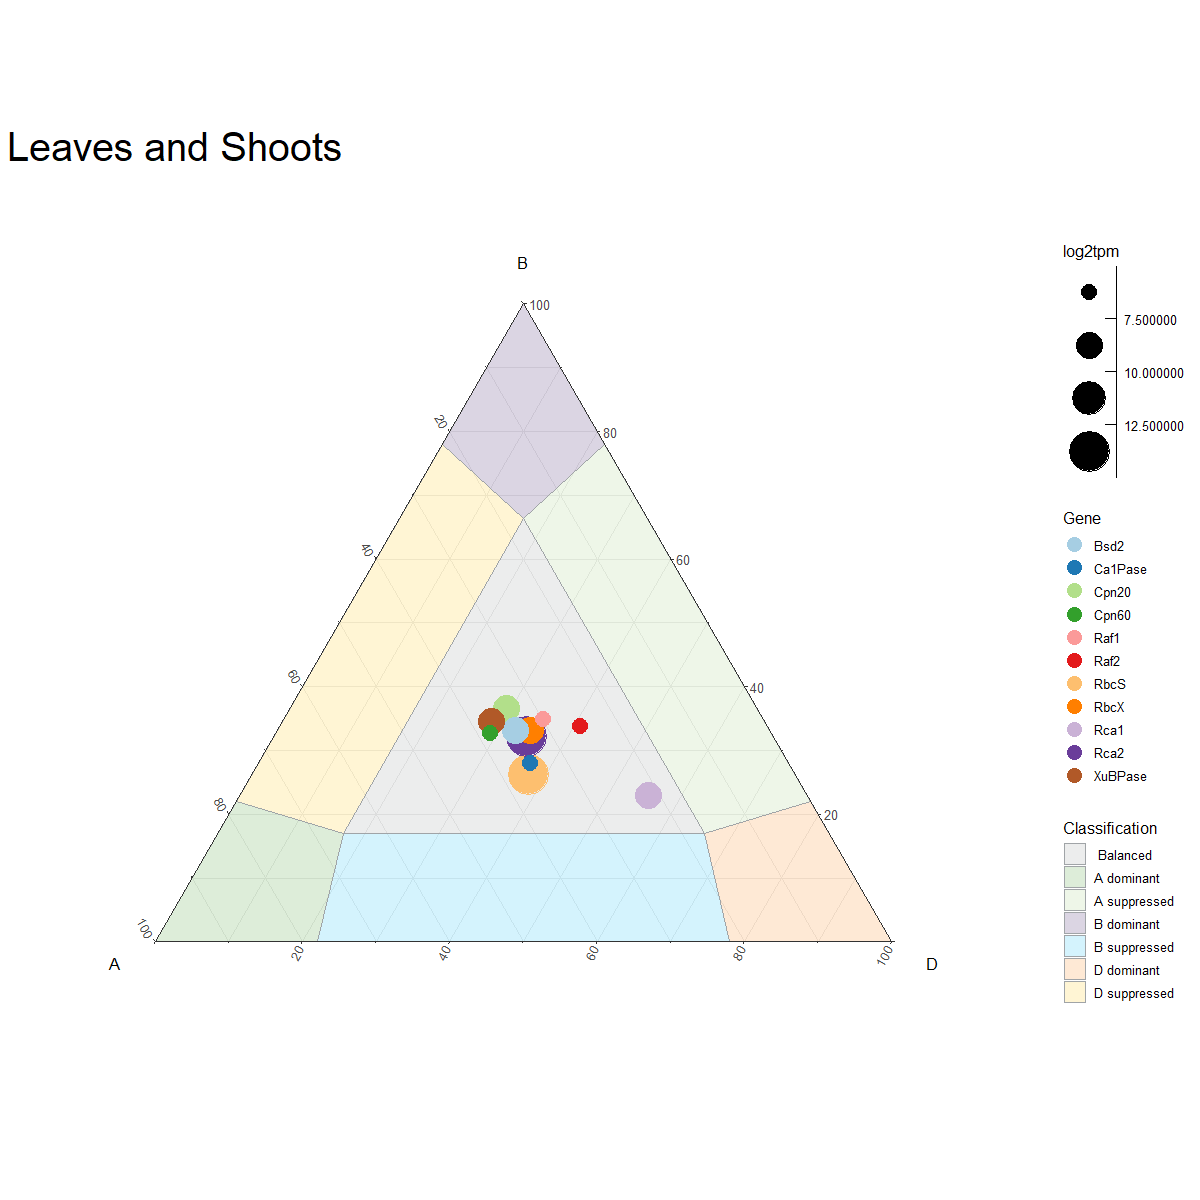 Leaves and Shoots
B
100
80
60
40
20
20
40
60
80
100
20
40
60
80
100
A
D
log2tpm
7.500000
10.000000
12.500000
Gene
Bsd2
Ca1Pase
Cpn20
Cpn60
Raf1
Raf2
RbcS
RbcX
Rca1
Rca2
XuBPase
Classification
Balanced
A dominant
A suppressed
B dominant
B suppressed
D dominant
D suppressed